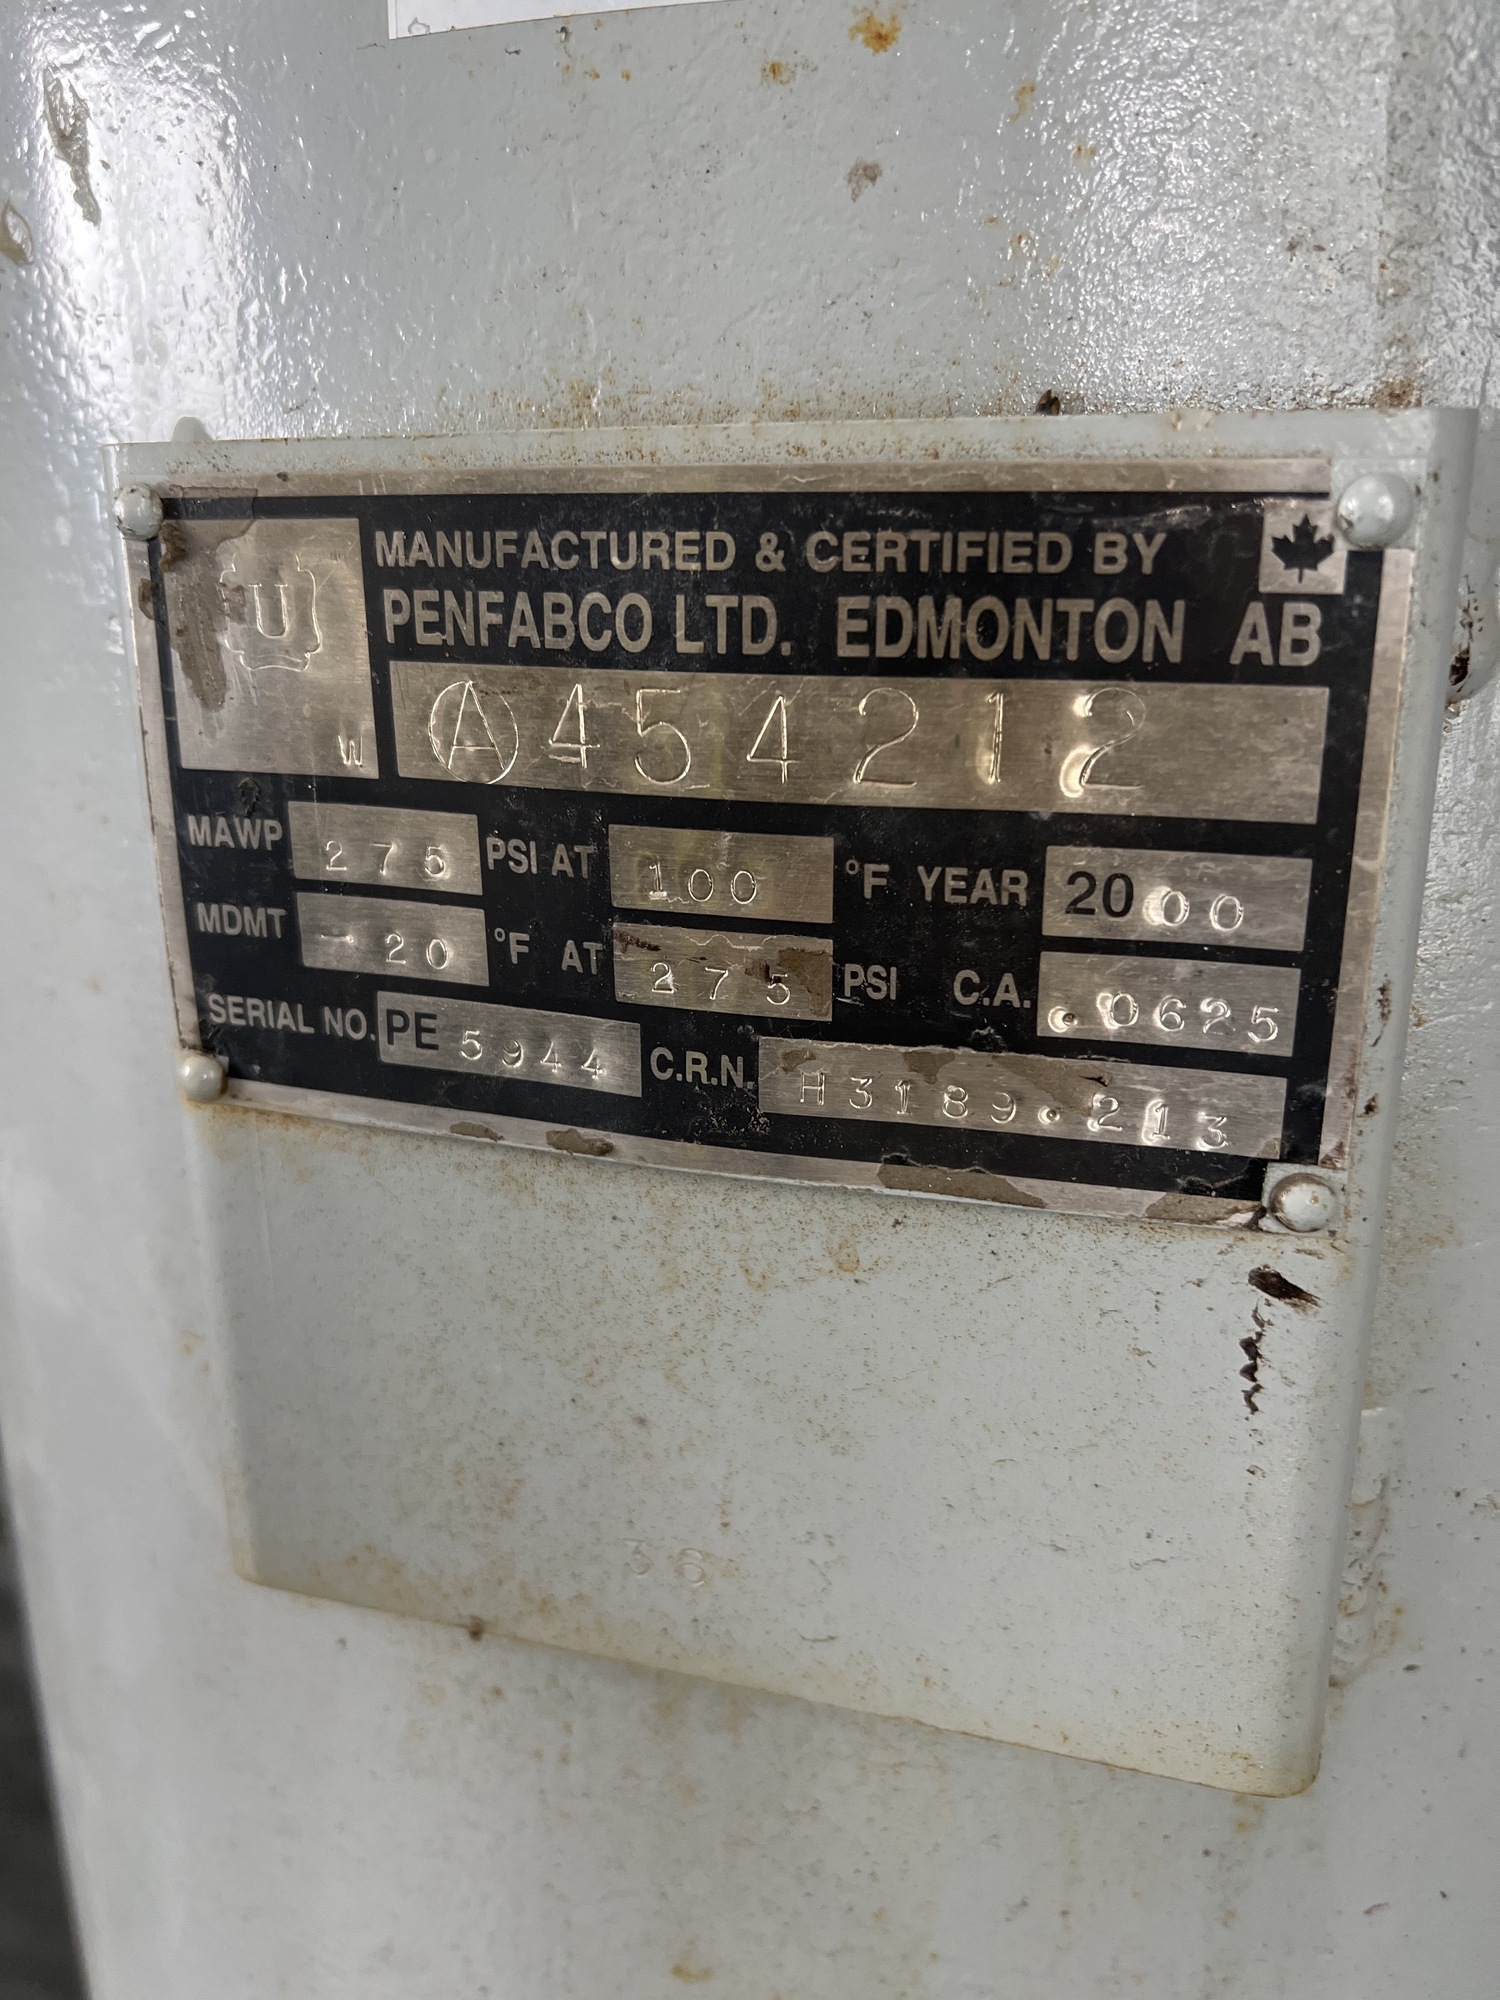 MANUFACTURED & CERTIFIED BY
PENFABCO LTD. EDMONTON AB
U
W
Ⓐ454212
MAWP 275 PSI AT 100 °F YEAR 2000
MDMT -20 °F AT 275 PSI C.A. .0625
SERIAL NO. PE 5944 C.R.N. H3189.213
36